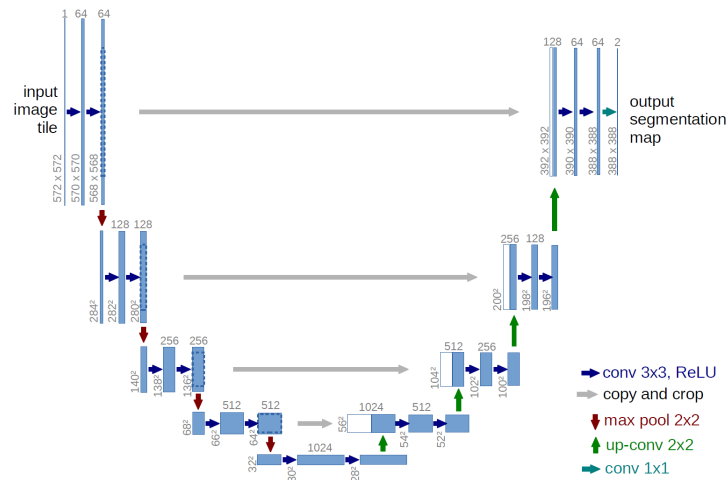 1 64 64
128 64 64 2
input
image
tile
output
segmentation
map
572 x 572
570 x 570
568 x 568
392 x 392
390 x 390
388 x 388
388 x 388
128 128
256 128
284²
282²
280²
200²
198²
196²
256 256
512 256
140²
138²
136²
104²
102²
100²
512 512
1024 512
68²
66²
64²
56²
54²
52²
1024
32²
30²
28²
conv 3x3, ReLU
copy and crop
max pool 2x2
up-conv 2x2
conv 1x1